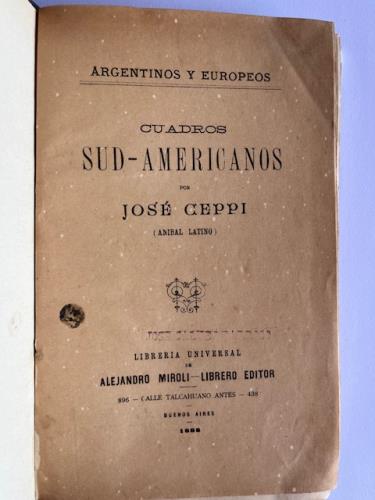 ARGENTINOS Y EUROPEOS
CUADROS
SUD-AMERICANOS
POR
JOSÉ CEPPI
(ANIBAL LATINO)
LIBRERIA UNIVERSAL
DE
ALEJANDRO MIROLI—LIBRERO EDITOR
896 — CALLE TALCAHUANO ANTES — 438
BUENOS AIRES
1888